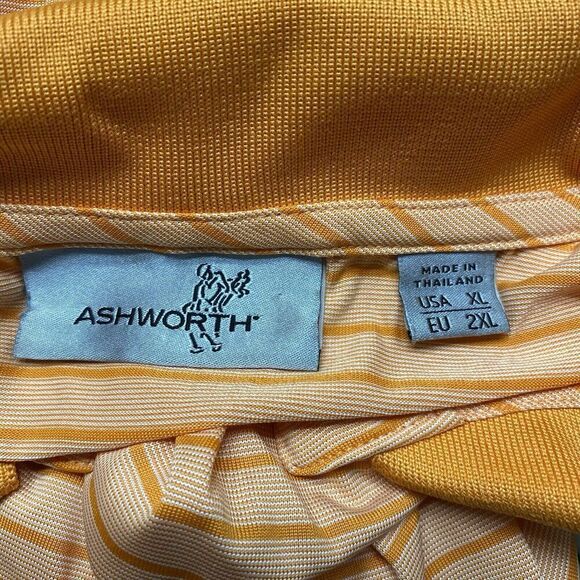 ASHWORTH
MADE IN
THAILAND
USA XL
EU 2XL